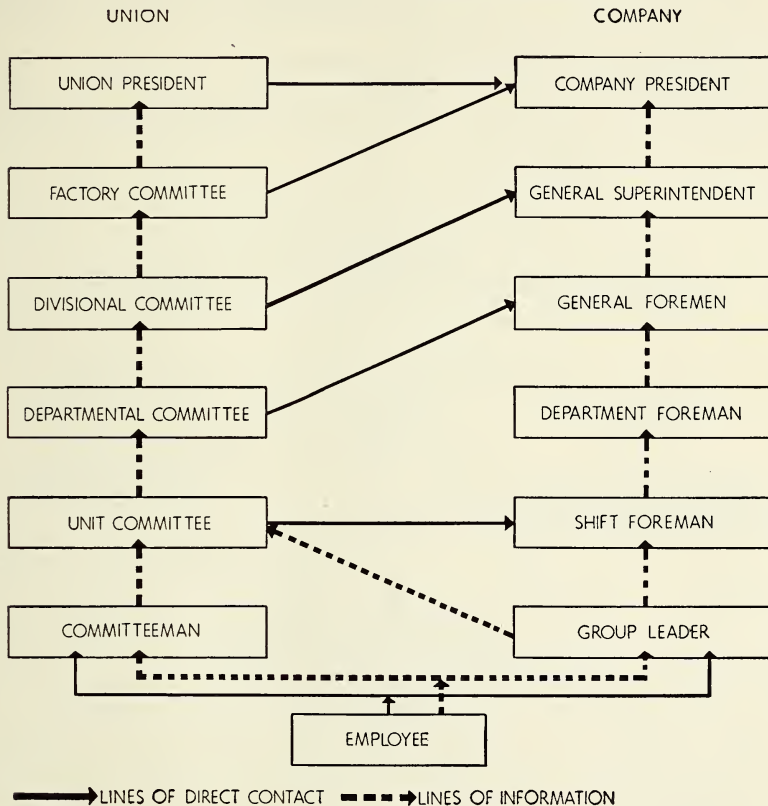 UNION COMPANY
UNION PRESIDENT COMPANY PRESIDENT
FACTORY COMMITTEE GENERAL SUPERINTENDENT
DIVISIONAL COMMITTEE GENERAL FOREMEN
DEPARTMENTAL COMMITTEE DEPARTMENT FOREMAN
UNIT COMMITTEE SHIFT FOREMAN
COMMITTEEMAN GROUP LEADER
EMPLOYEE
LINES OF DIRECT CONTACT LINES OF INFORMATION